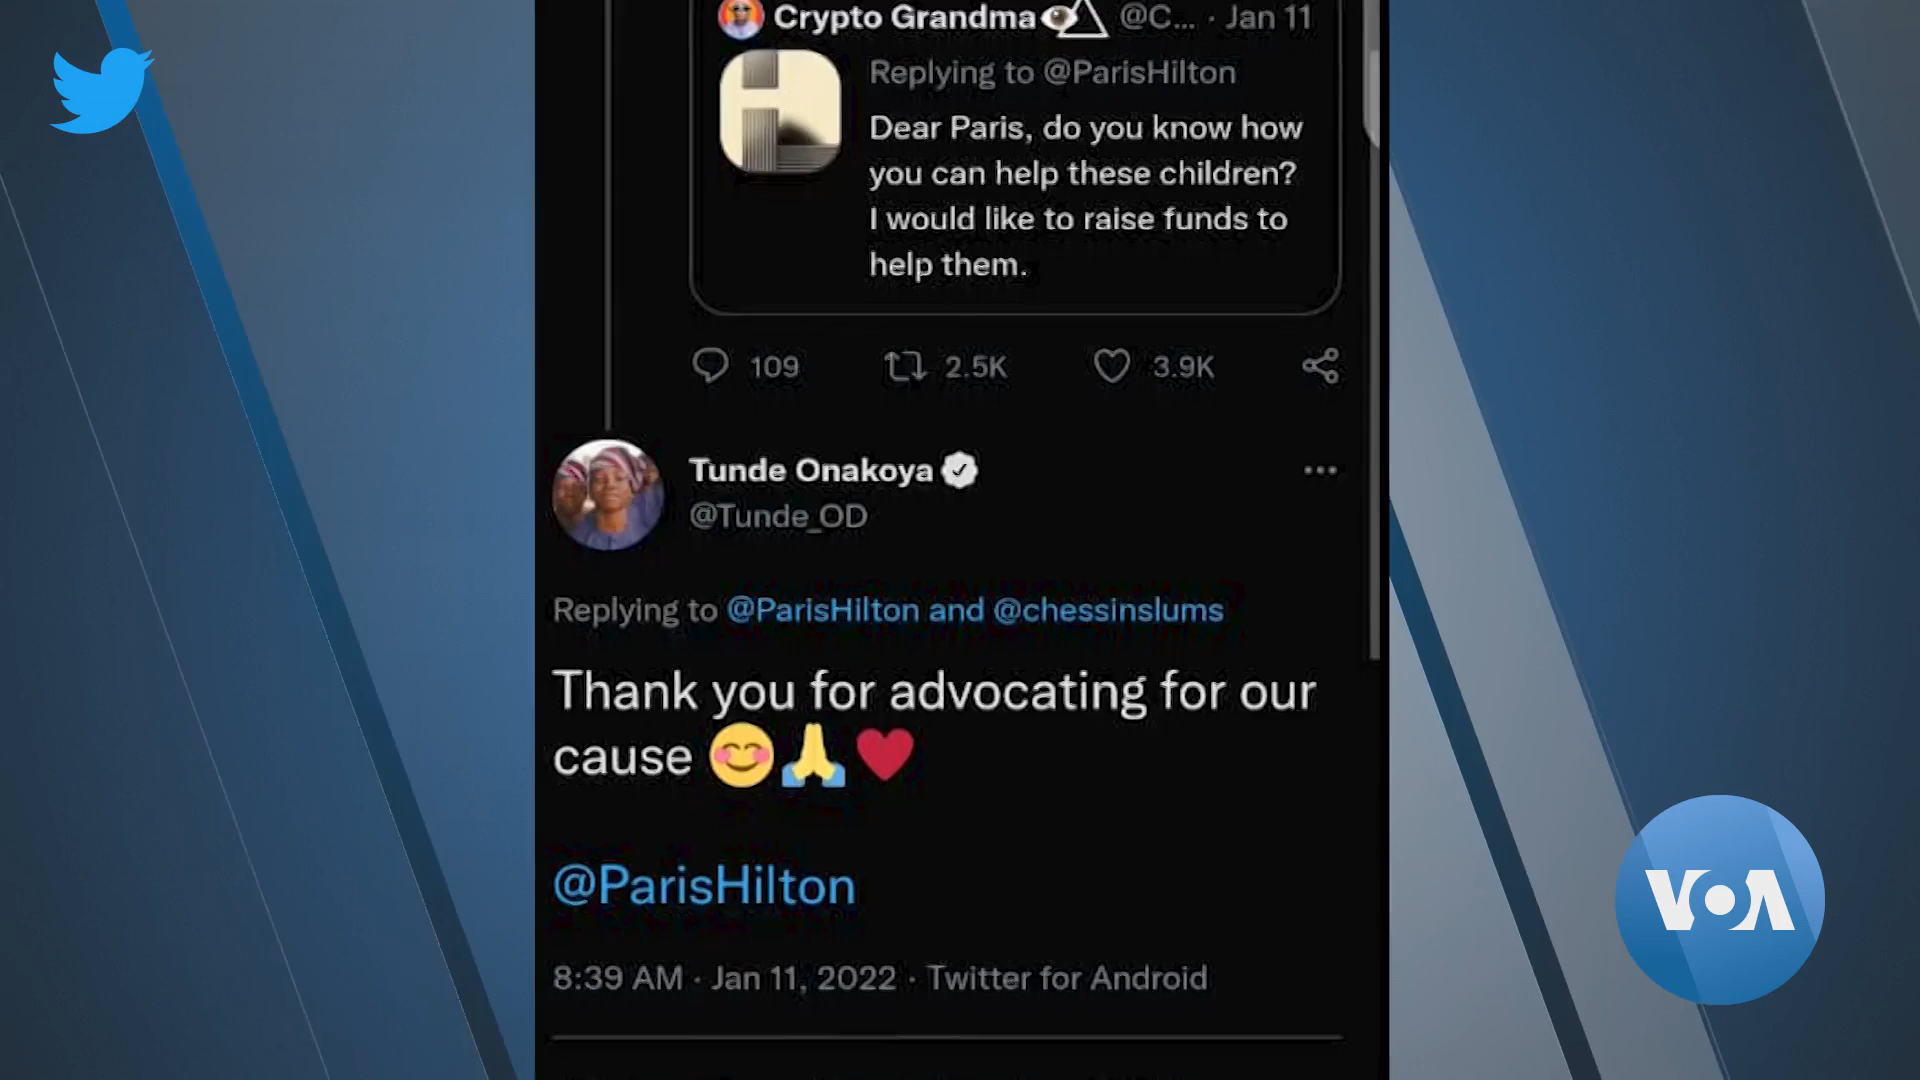 Crypto Grandma👁️△ @C... · Jan 11
Replying to @ParisHilton
Dear Paris, do you know how
you can help these children?
I would like to raise funds to
help them.
109 2.5K 3.9K
Tunde Onakoya
@Tunde_OD
Replying to @ParisHilton and @chessinslums
Thank you for advocating for our
cause 😊🙏❤️
@ParisHilton
8:39 AM · Jan 11, 2022 · Twitter for Android
VOA